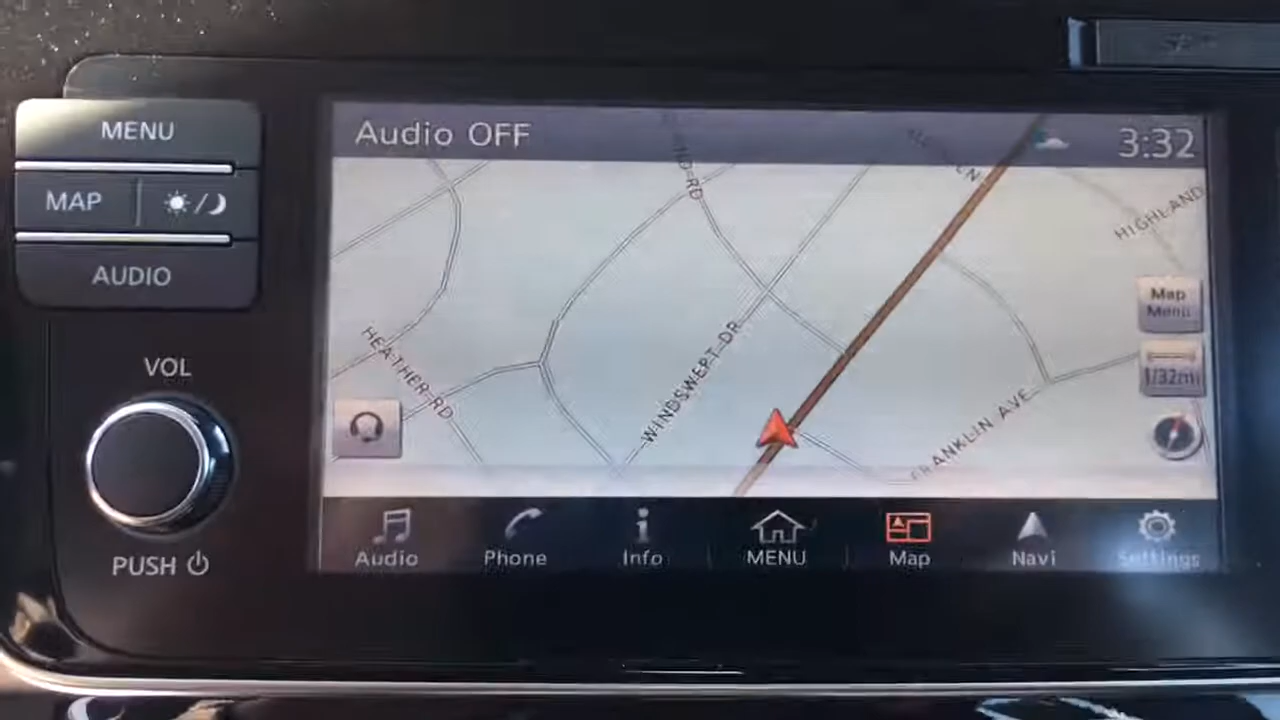 MENU
MAP
AUDIO
VOL
PUSH
Audio OFF
3:32
HIGHLAND
Map
Menu
1/32mi
HEATHER RD
WINDSWEPT DR
FRANKLIN AVE
Audio
Phone
Info
MENU
Map
Navi
Settings